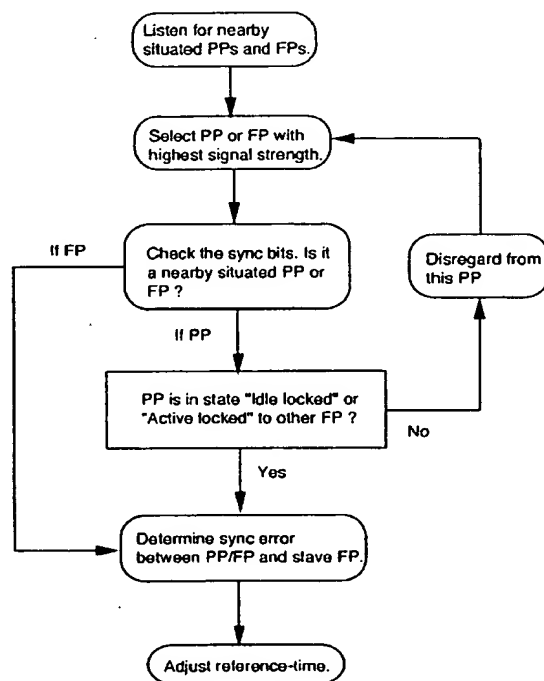 Listen for nearby
situated PPs and FPs.
Select PP or FP with
highest signal strength.
If FP
Check the sync bits. Is it
a nearby situated PP or
FP ?
Disregard from
this PP
If PP
PP is in state "Idle locked" or
"Active locked" to other FP ?
No
Yes
Determine sync error
between PP/FP and slave FP.
Adjust reference-time.